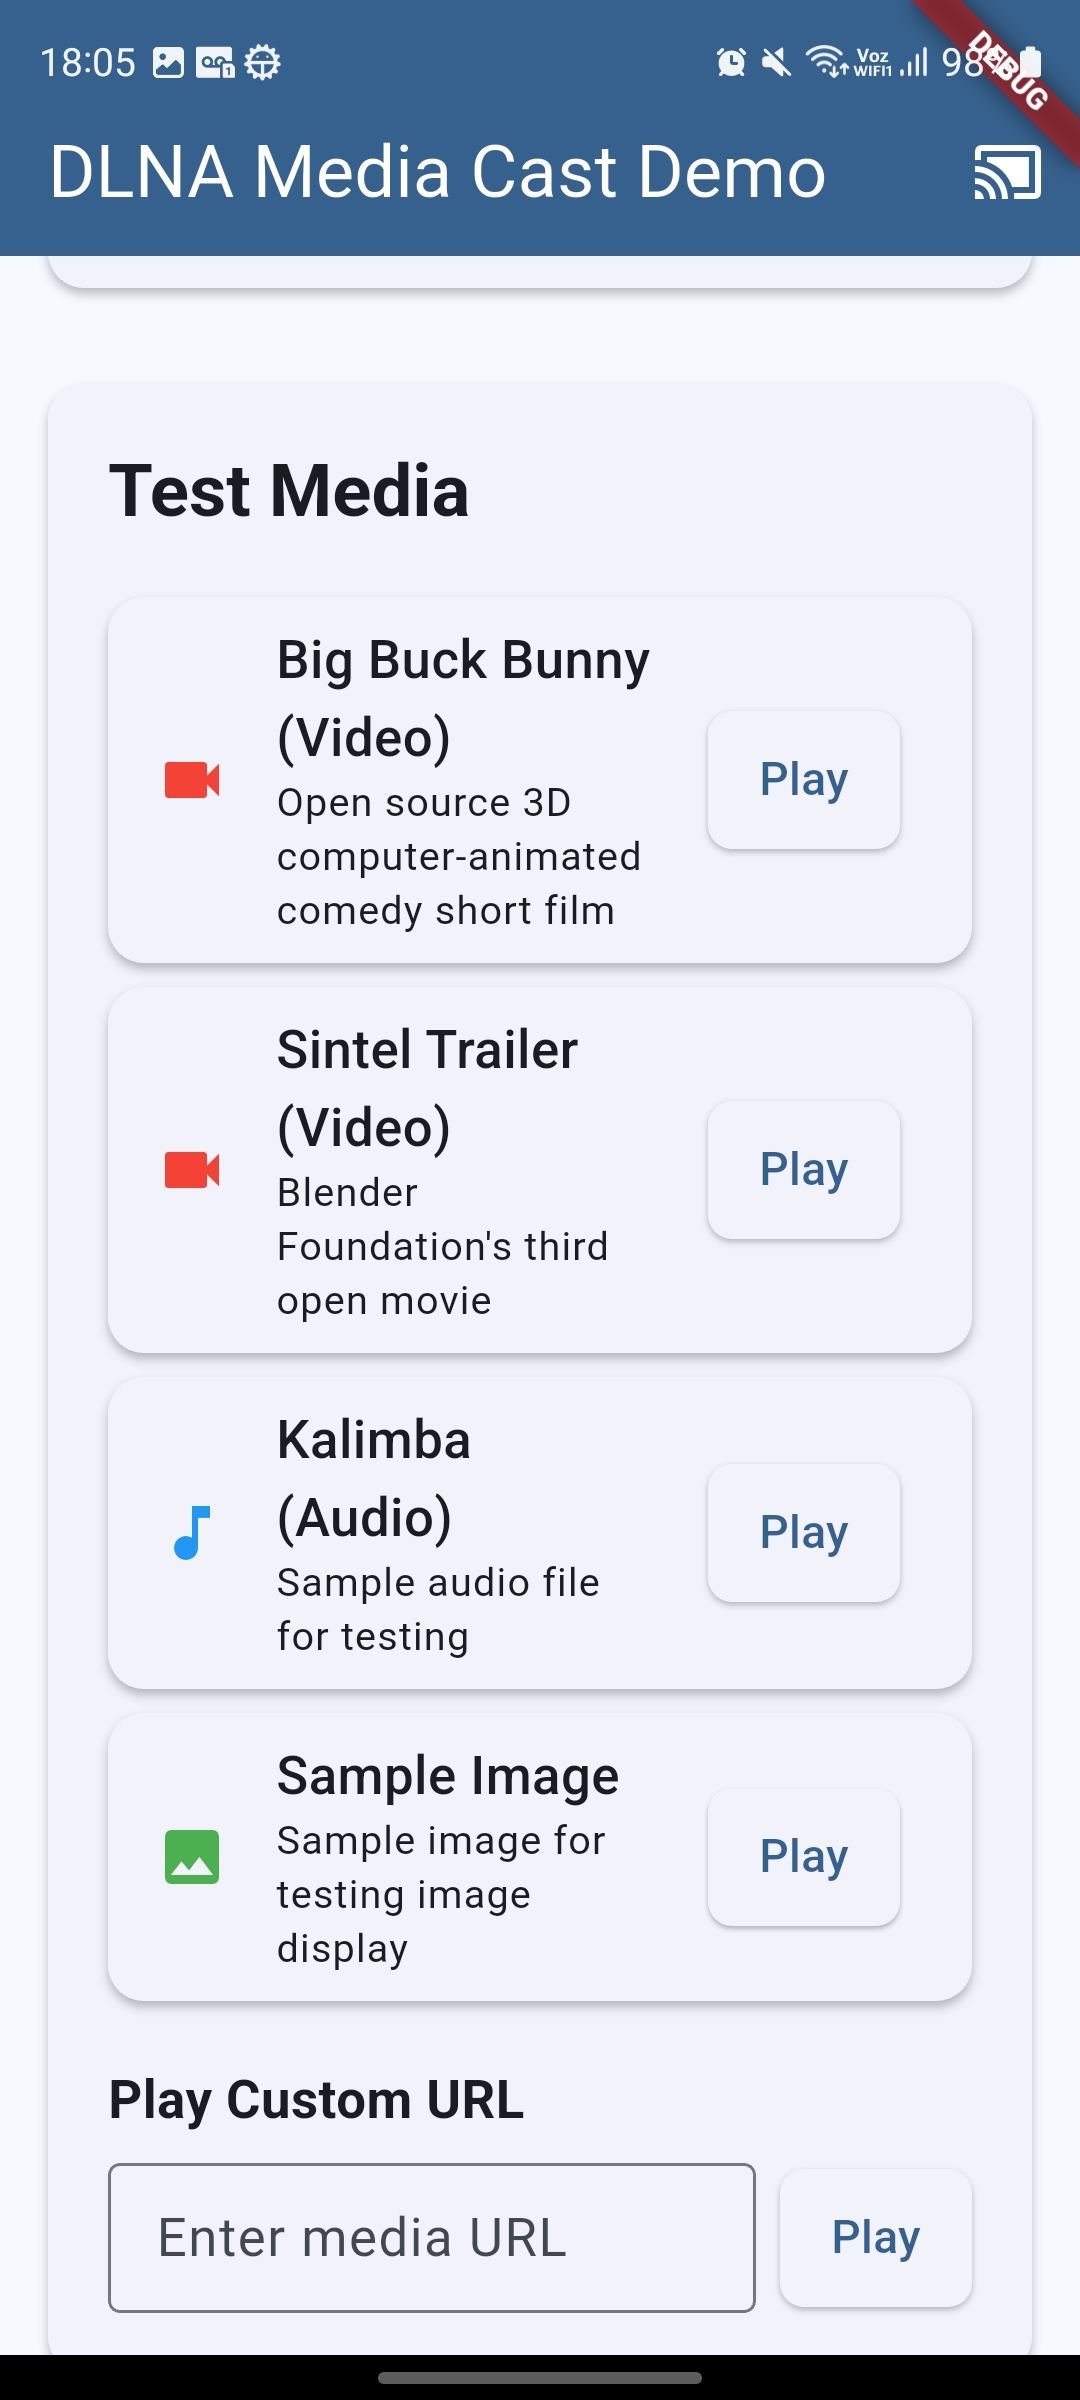 18:05
Voz
WIFI1
98%
DEBUG
DLNA Media Cast Demo
Test Media
Big Buck Bunny
(Video)
Open source 3D
computer-animated
comedy short film
Play
Sintel Trailer
(Video)
Blender
Foundation's third
open movie
Play
Kalimba
(Audio)
Sample audio file
for testing
Play
Sample Image
Sample image for
testing image
display
Play
Play Custom URL
Enter media URL
Play